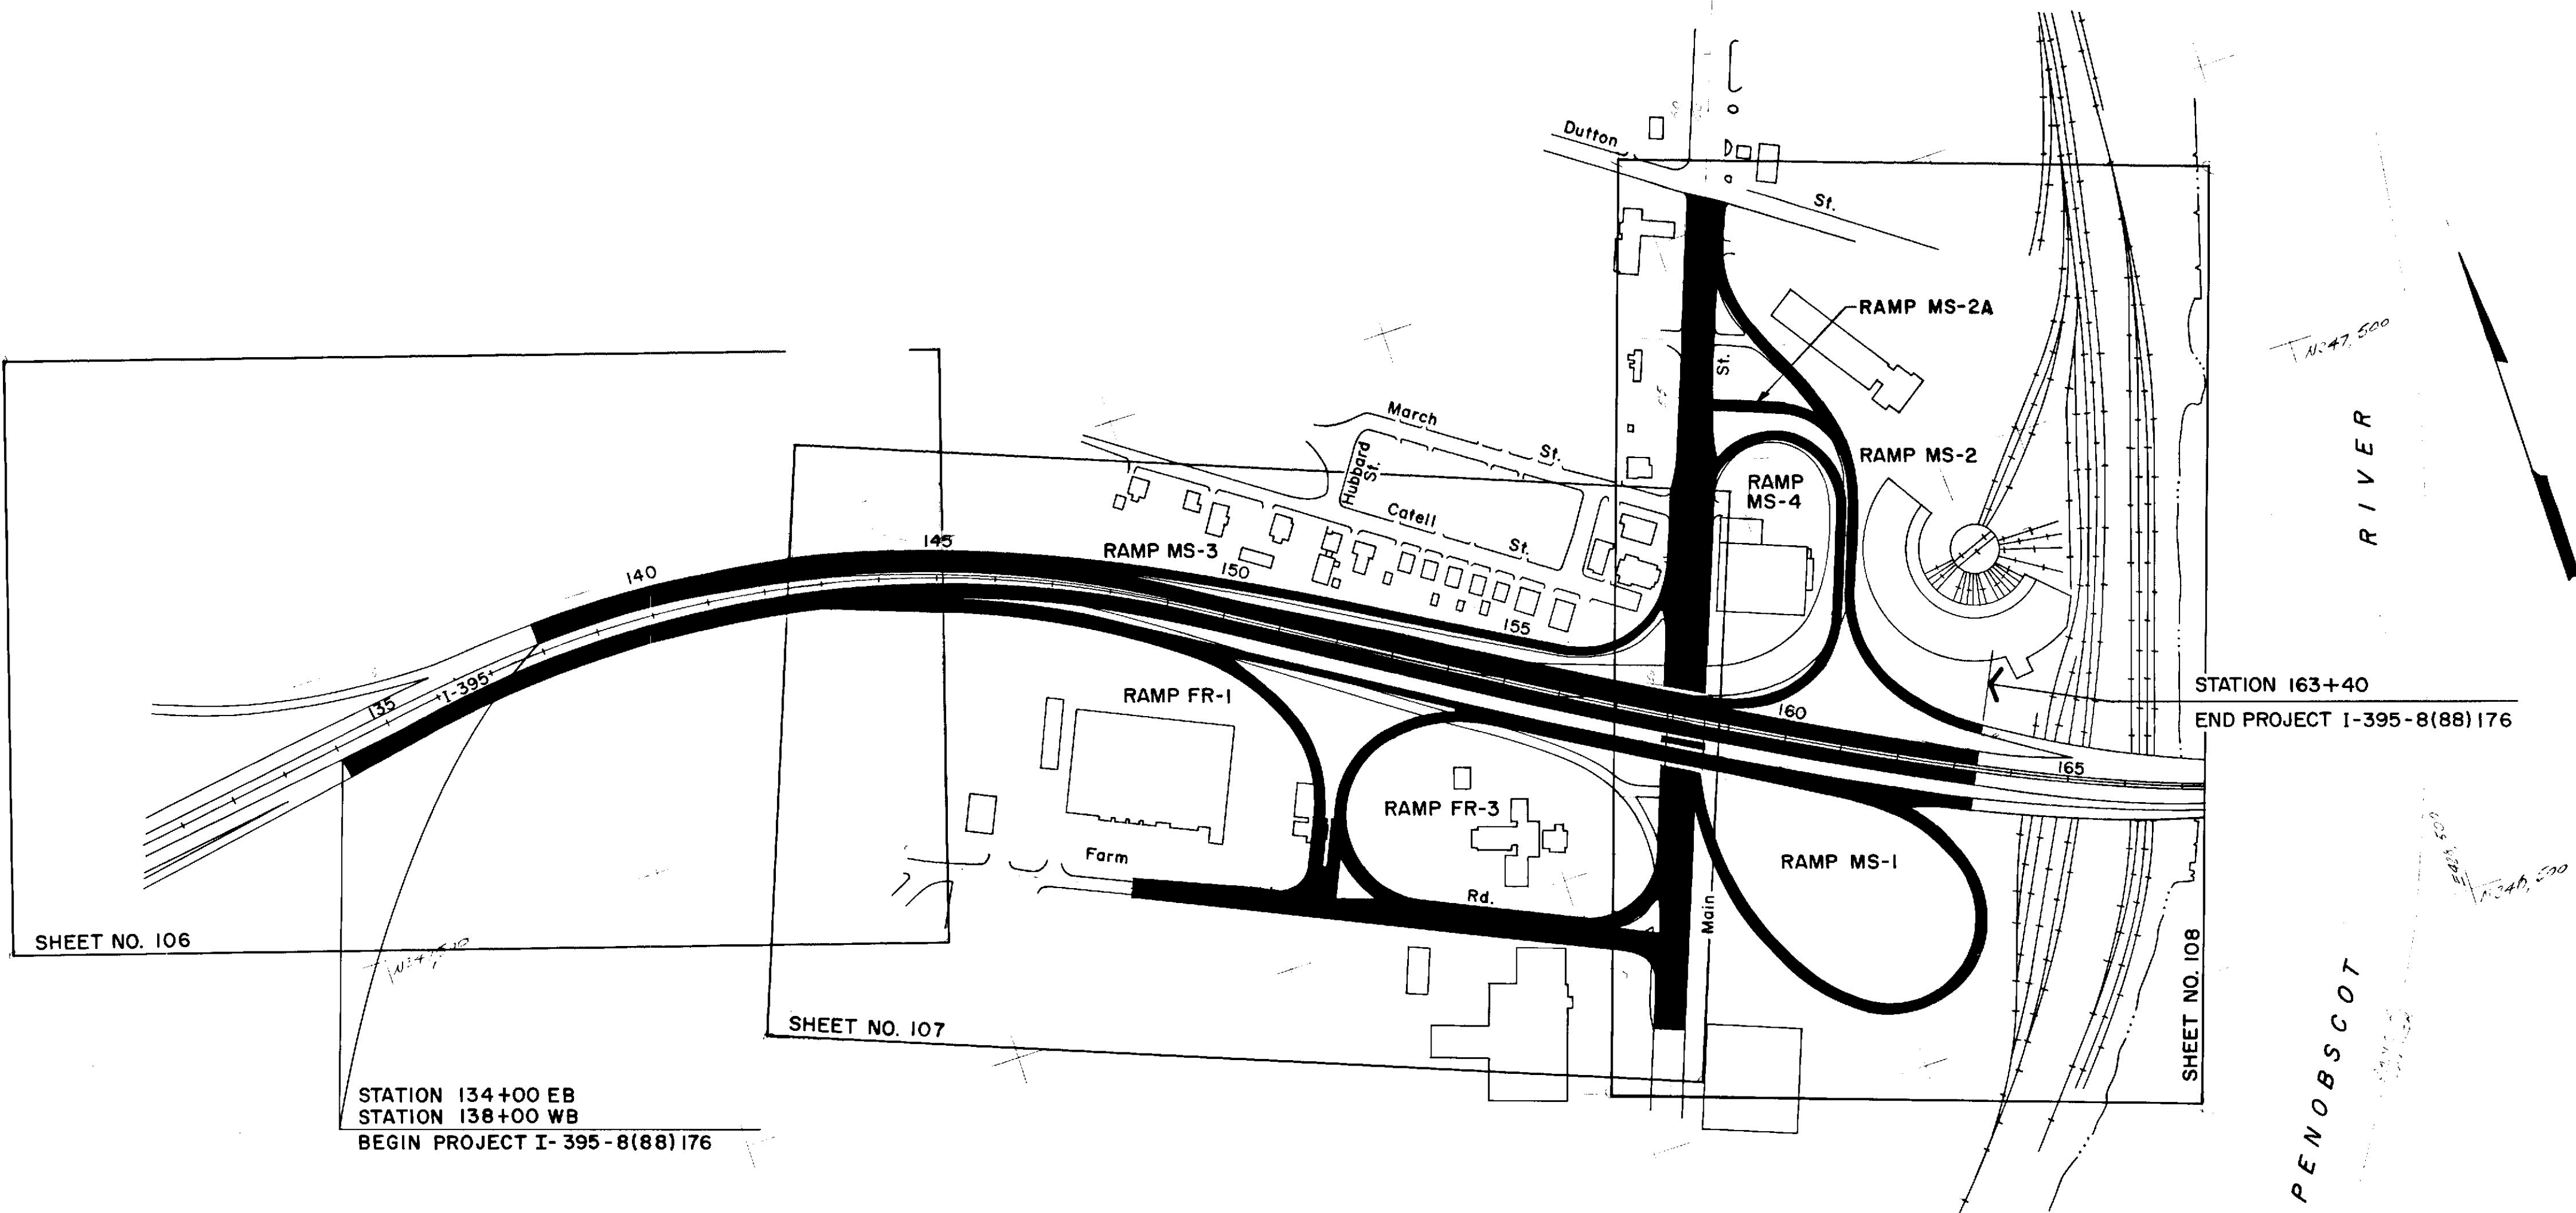 Dutton
St.
RAMP MS-2A
St.
N347,500
RIVER
March
St.
Hubbard
St.
Catell
St.
RAMP MS-2
RAMP
MS-4
RAMP MS-3
140
145
150
155
160
165
135
I-395
RAMP FR-1
RAMP FR-3
RAMP MS-1
Farm
Rd.
Main
STATION 163+40
END PROJECT I-395-8(88)176
SHEET NO. 106
SHEET NO. 107
SHEET NO. 108
PENOBSCOT
STATION 134+00 EB
STATION 138+00 WB
BEGIN PROJECT I-395-8(88)176